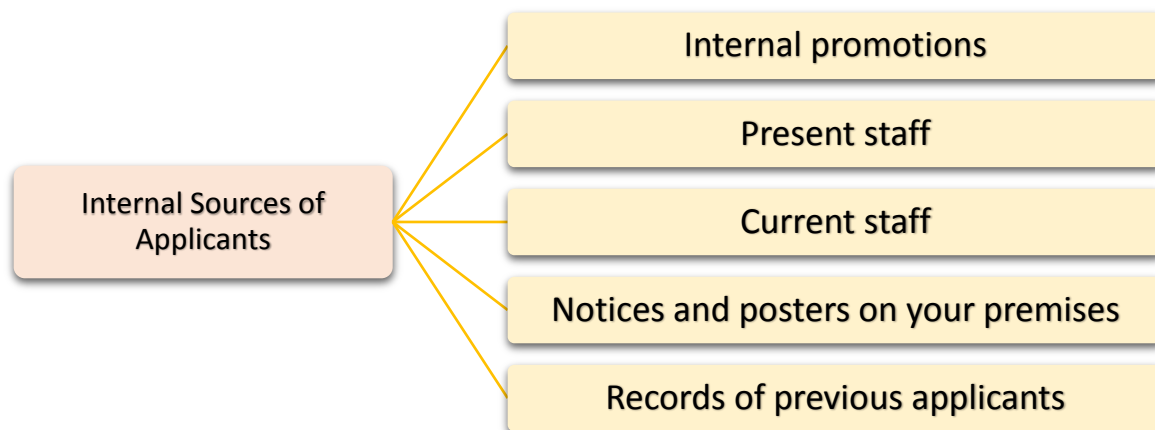 Internal Sources of
Applicants
Internal promotions
Present staff
Current staff
Notices and posters on your premises
Records of previous applicants